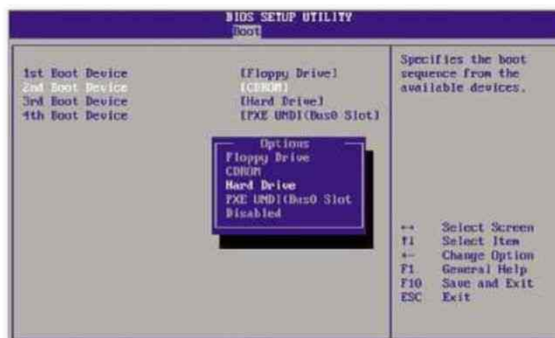 BIOS SETUP UTILITY
Boot
1st Boot Device [Floppy Drive]
2nd Boot Device [CDROM]
3rd Boot Device [Hard Drive]
4th Boot Device [PXE UNDI(Bus0 Slot]
Options
Floppy Drive
CDROM
Hard Drive
PXE UNDI(Bus0 Slot
Disabled
Specifies the boot
sequence from the
available devices.
↔ Select Screen
↑↓ Select Item
+- Change Option
F1 General Help
F10 Save and Exit
ESC Exit